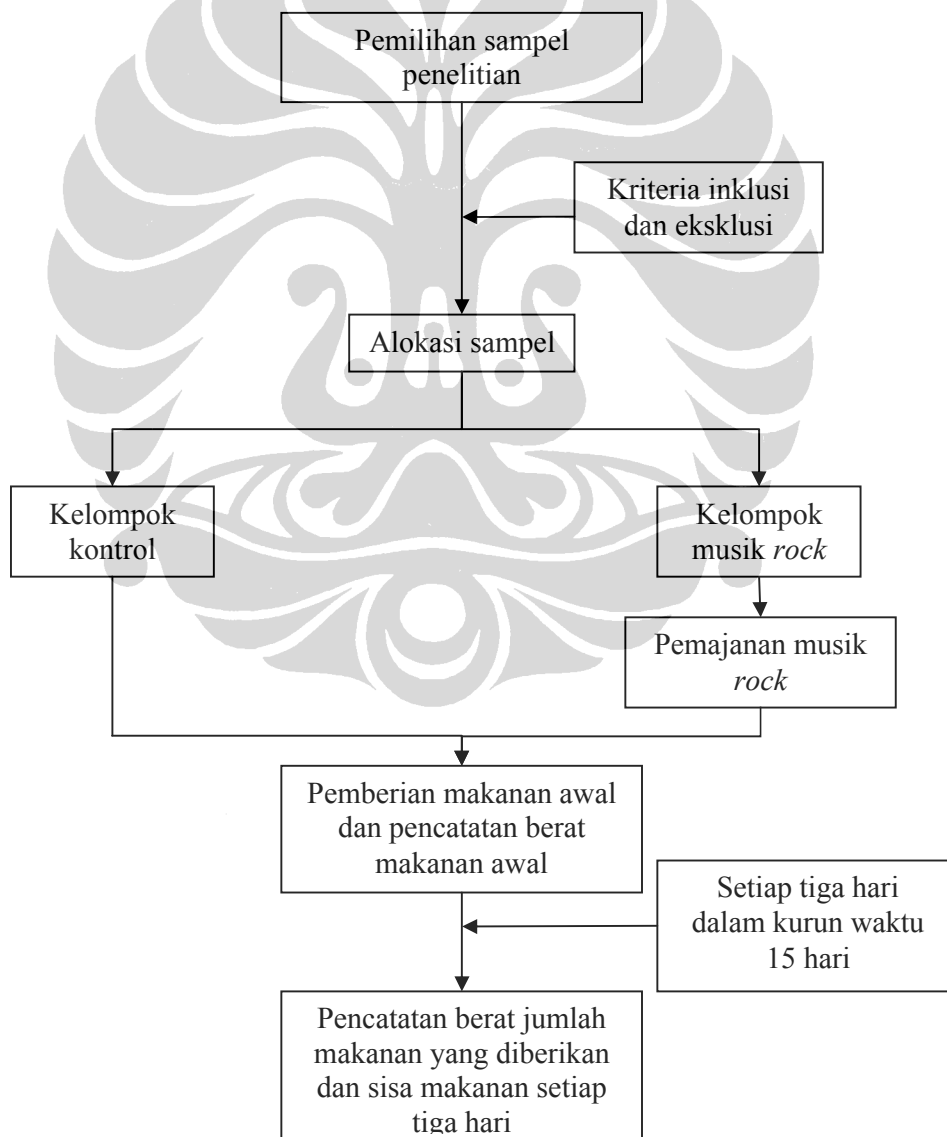 Pemilihan sampel
penelitian
Kriteria inklusi
dan eksklusi
Alokasi sampel
Kelompok
kontrol
Kelompok
musik rock
Pemajanan musik
rock
Pemberian makanan awal
dan pencatatan berat
makanan awal
Setiap tiga hari
dalam kurun waktu
15 hari
Pencatatan berat jumlah
makanan yang diberikan
dan sisa makanan setiap
tiga hari